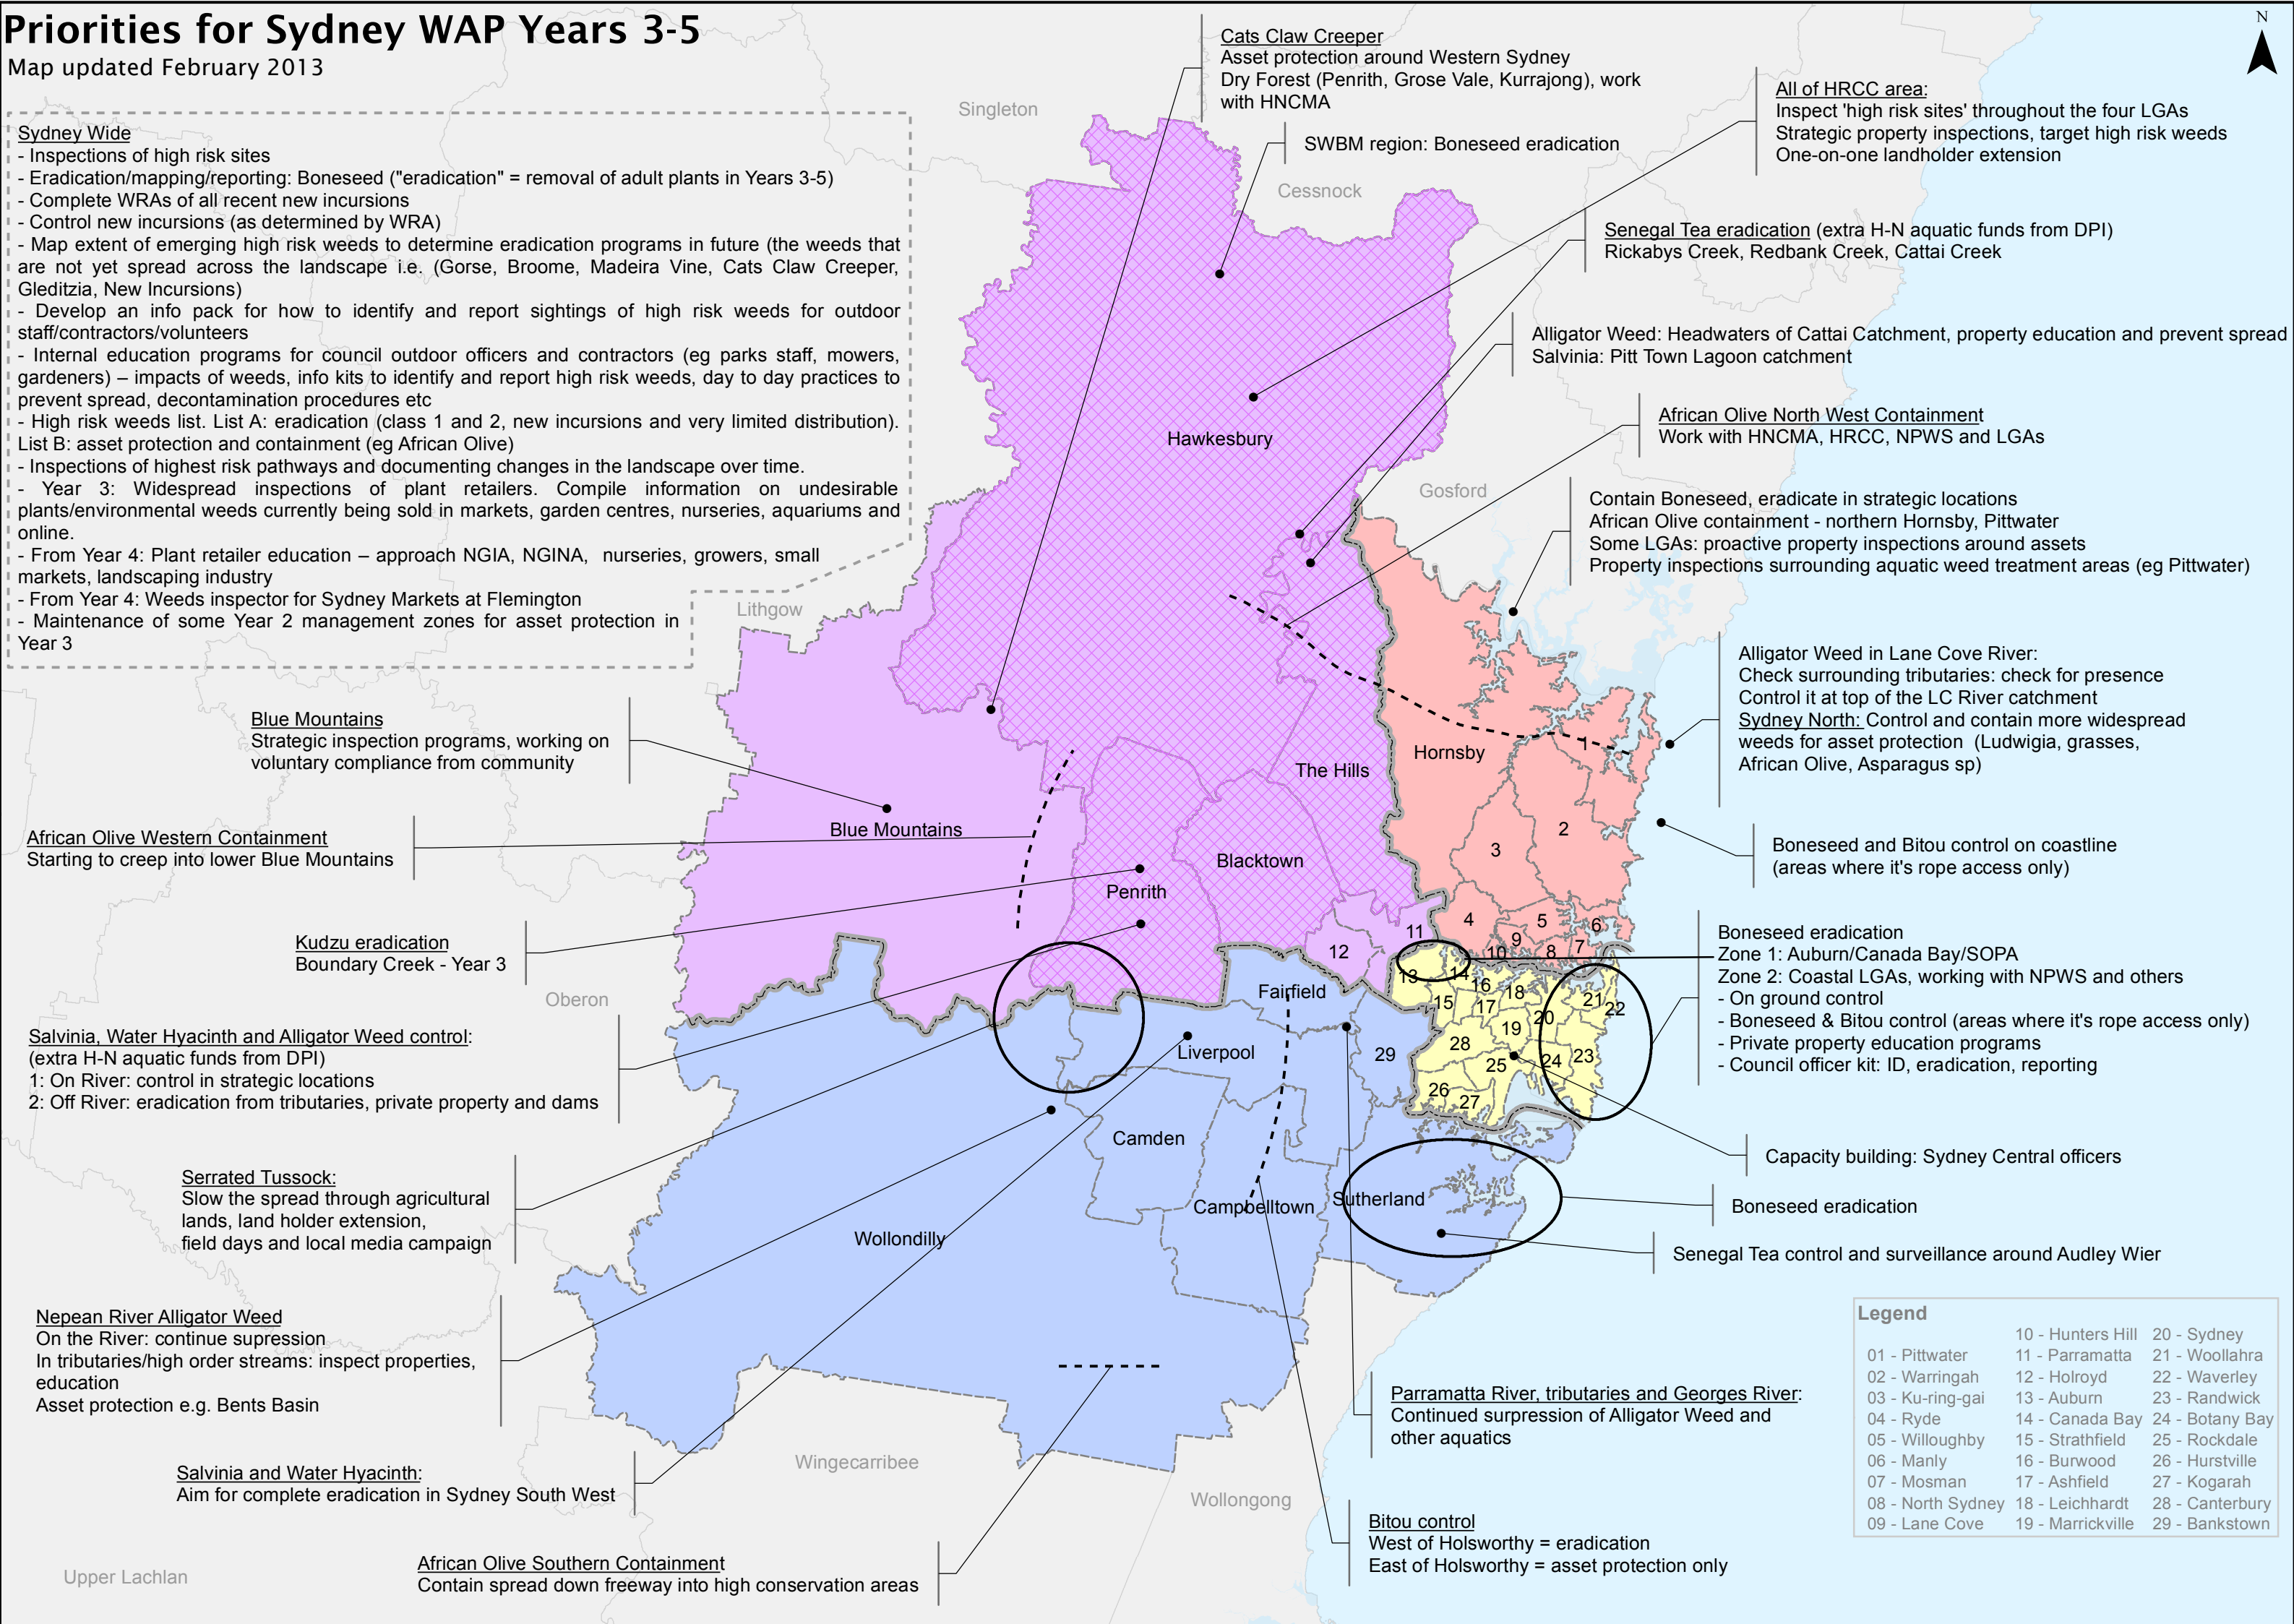 Priorities for Sydney WAP Years 3-5
Map updated February 2013
N
Sydney Wide
- Inspections of high risk sites
- Eradication/mapping/reporting: Boneseed ("eradication" = removal of adult plants in Years 3-5)
- Complete WRAs of all recent new incursions
- Control new incursions (as determined by WRA)
- Map extent of emerging high risk weeds to determine eradication programs in future (the weeds that
are not yet spread across the landscape i.e. (Gorse, Broome, Madeira Vine, Cats Claw Creeper,
Gleditzia, New Incursions)
- Develop an info pack for how to identify and report sightings of high risk weeds for outdoor
staff/contractors/volunteers
- Internal education programs for council outdoor officers and contractors (eg parks staff, mowers,
gardeners) – impacts of weeds, info kits to identify and report high risk weeds, day to day practices to
prevent spread, decontamination procedures etc
- High risk weeds list. List A: eradication (class 1 and 2, new incursions and very limited distribution).
List B: asset protection and containment (eg African Olive)
- Inspections of highest risk pathways and documenting changes in the landscape over time.
- Year 3: Widespread inspections of plant retailers. Compile information on undesirable
plants/environmental weeds currently being sold in markets, garden centres, nurseries, aquariums and
online.
- From Year 4: Plant retailer education – approach NGIA, NGINA, nurseries, growers, small
markets, landscaping industry
- From Year 4: Weeds inspector for Sydney Markets at Flemington
- Maintenance of some Year 2 management zones for asset protection in
Year 3
Cats Claw Creeper
Asset protection around Western Sydney
Dry Forest (Penrith, Grose Vale, Kurrajong), work
with HNCMA
SWBM region: Boneseed eradication
All of HRCC area:
Inspect 'high risk sites' throughout the four LGAs
Strategic property inspections, target high risk weeds
One-on-one landholder extension
Senegal Tea eradication (extra H-N aquatic funds from DPI)
Rickabys Creek, Redbank Creek, Cattai Creek
Alligator Weed: Headwaters of Cattai Catchment, property education and prevent spread
Salvinia: Pitt Town Lagoon catchment
African Olive North West Containment
Work with HNCMA, HRCC, NPWS and LGAs
Contain Boneseed, eradicate in strategic locations
African Olive containment - northern Hornsby, Pittwater
Some LGAs: proactive property inspections around assets
Property inspections surrounding aquatic weed treatment areas (eg Pittwater)
Alligator Weed in Lane Cove River:
Check surrounding tributaries: check for presence
Control it at top of the LC River catchment
Sydney North: Control and contain more widespread
weeds for asset protection (Ludwigia, grasses,
African Olive, Asparagus sp)
Boneseed and Bitou control on coastline
(areas where it's rope access only)
Boneseed eradication
Zone 1: Auburn/Canada Bay/SOPA
Zone 2: Coastal LGAs, working with NPWS and others
- On ground control
- Boneseed & Bitou control (areas where it's rope access only)
- Private property education programs
- Council officer kit: ID, eradication, reporting
Capacity building: Sydney Central officers
Boneseed eradication
Senegal Tea control and surveillance around Audley Wier
Blue Mountains
Strategic inspection programs, working on
voluntary compliance from community
African Olive Western Containment
Starting to creep into lower Blue Mountains
Kudzu eradication
Boundary Creek - Year 3
Salvinia, Water Hyacinth and Alligator Weed control:
(extra H-N aquatic funds from DPI)
1: On River: control in strategic locations
2: Off River: eradication from tributaries, private property and dams
Serrated Tussock:
Slow the spread through agricultural
lands, land holder extension,
field days and local media campaign
Nepean River Alligator Weed
On the River: continue supression
In tributaries/high order streams: inspect properties,
education
Asset protection e.g. Bents Basin
Salvinia and Water Hyacinth:
Aim for complete eradication in Sydney South West
African Olive Southern Containment
Contain spread down freeway into high conservation areas
Parramatta River, tributaries and Georges River:
Continued surpression of Alligator Weed and
other aquatics
Bitou control
West of Holsworthy = eradication
East of Holsworthy = asset protection only
Singleton
Cessnock
Gosford
Lithgow
Oberon
Wingecarribee
Wollongong
Upper Lachlan
Hawkesbury
Hornsby
The Hills
Blue Mountains
Blacktown
Penrith
Fairfield
Liverpool
Camden
Campbelltown
Sutherland
Wollondilly
1
2
3
4
5
6
7
8
9
10
11
12
13
14
15
16
17
18
19
20
21
22
23
24
25
26
27
28
29
Legend
01 - Pittwater
02 - Warringah
03 - Ku-ring-gai
04 - Ryde
05 - Willoughby
06 - Manly
07 - Mosman
08 - North Sydney
09 - Lane Cove
10 - Hunters Hill
11 - Parramatta
12 - Holroyd
13 - Auburn
14 - Canada Bay
15 - Strathfield
16 - Burwood
17 - Ashfield
18 - Leichhardt
19 - Marrickville
20 - Sydney
21 - Woollahra
22 - Waverley
23 - Randwick
24 - Botany Bay
25 - Rockdale
26 - Hurstville
27 - Kogarah
28 - Canterbury
29 - Bankstown